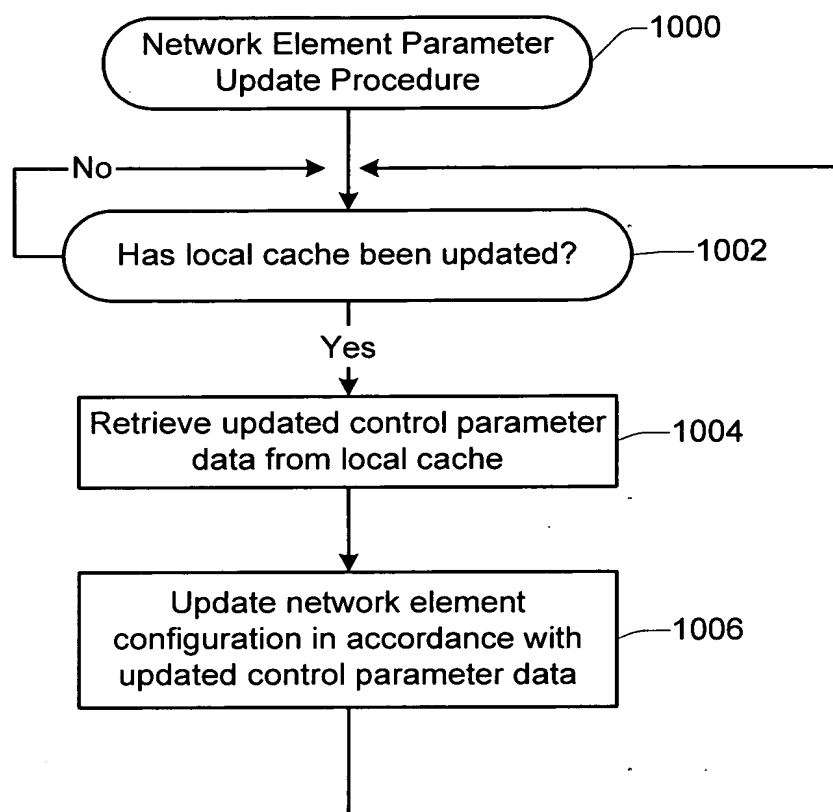 Network Element Parameter
Update Procedure
1000
No
Has local cache been updated?
1002
Yes
Retrieve updated control parameter
data from local cache
1004
Update network element
configuration in accordance with
updated control parameter data
1006